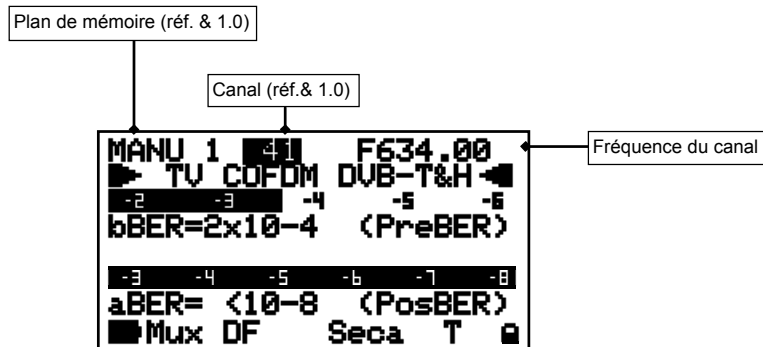 Plan de mémoire (réf. & 1.0)
Canal (réf.& 1.0)
Fréquence du canal
MANU 1 41 F634.00
TV COFDM DVB-T&H
-2 -3 -4 -5 -6
bBER=2x10-4 (PreBER)
-3 -4 -5 -6 -7 -8
aBER= <10-8 (PosBER)
Mux DF Seca T